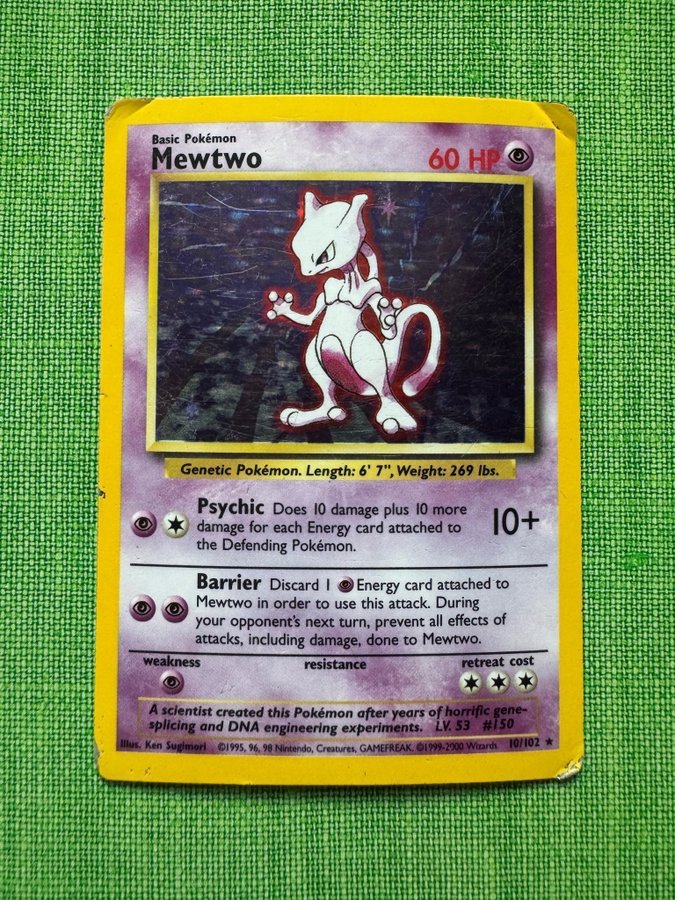 Basic Pokémon
Mewtwo 60 HP
Genetic Pokémon. Length: 6' 7", Weight: 269 lbs.
Psychic Does 10 damage plus 10 more
damage for each Energy card attached to
the Defending Pokémon.
10+
Barrier Discard 1 Energy card attached to
Mewtwo in order to use this attack. During
your opponent's next turn, prevent all effects of
attacks, including damage, done to Mewtwo.
weakness resistance retreat cost
A scientist created this Pokémon after years of horrific gene-
splicing and DNA engineering experiments. LV. 53 #150
Illus. Ken Sugimori ©1995, 96, 98 Nintendo, Creatures, GAMEFREAK. ©1999-2000 Wizards. 10/102 ★